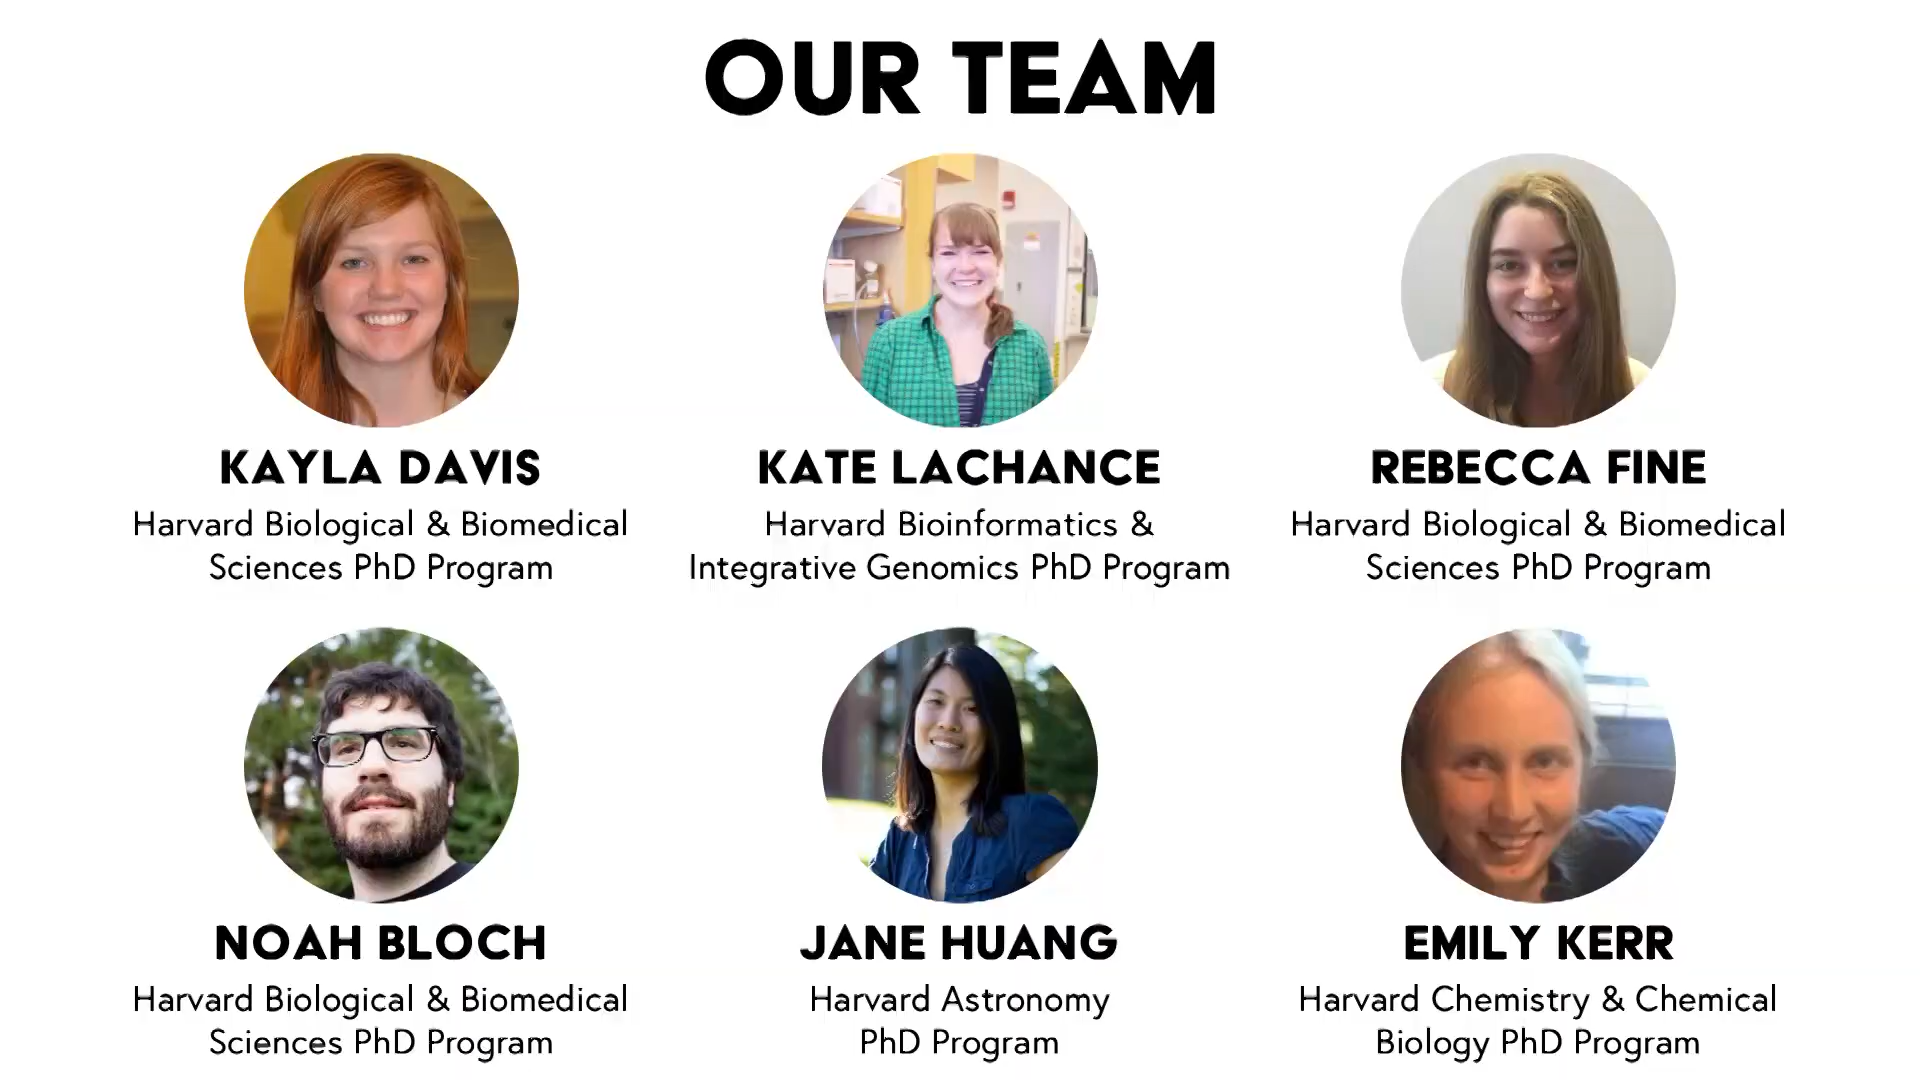 OUR TEAM
KAYLA DAVIS
Harvard Biological & Biomedical
Sciences PhD Program
KATE LACHANCE
Harvard Bioinformatics &
Integrative Genomics PhD Program
REBECCA FINE
Harvard Biological & Biomedical
Sciences PhD Program
NOAH BLOCH
Harvard Biological & Biomedical
Sciences PhD Program
JANE HUANG
Harvard Astronomy
PhD Program
EMILY KERR
Harvard Chemistry & Chemical
Biology PhD Program